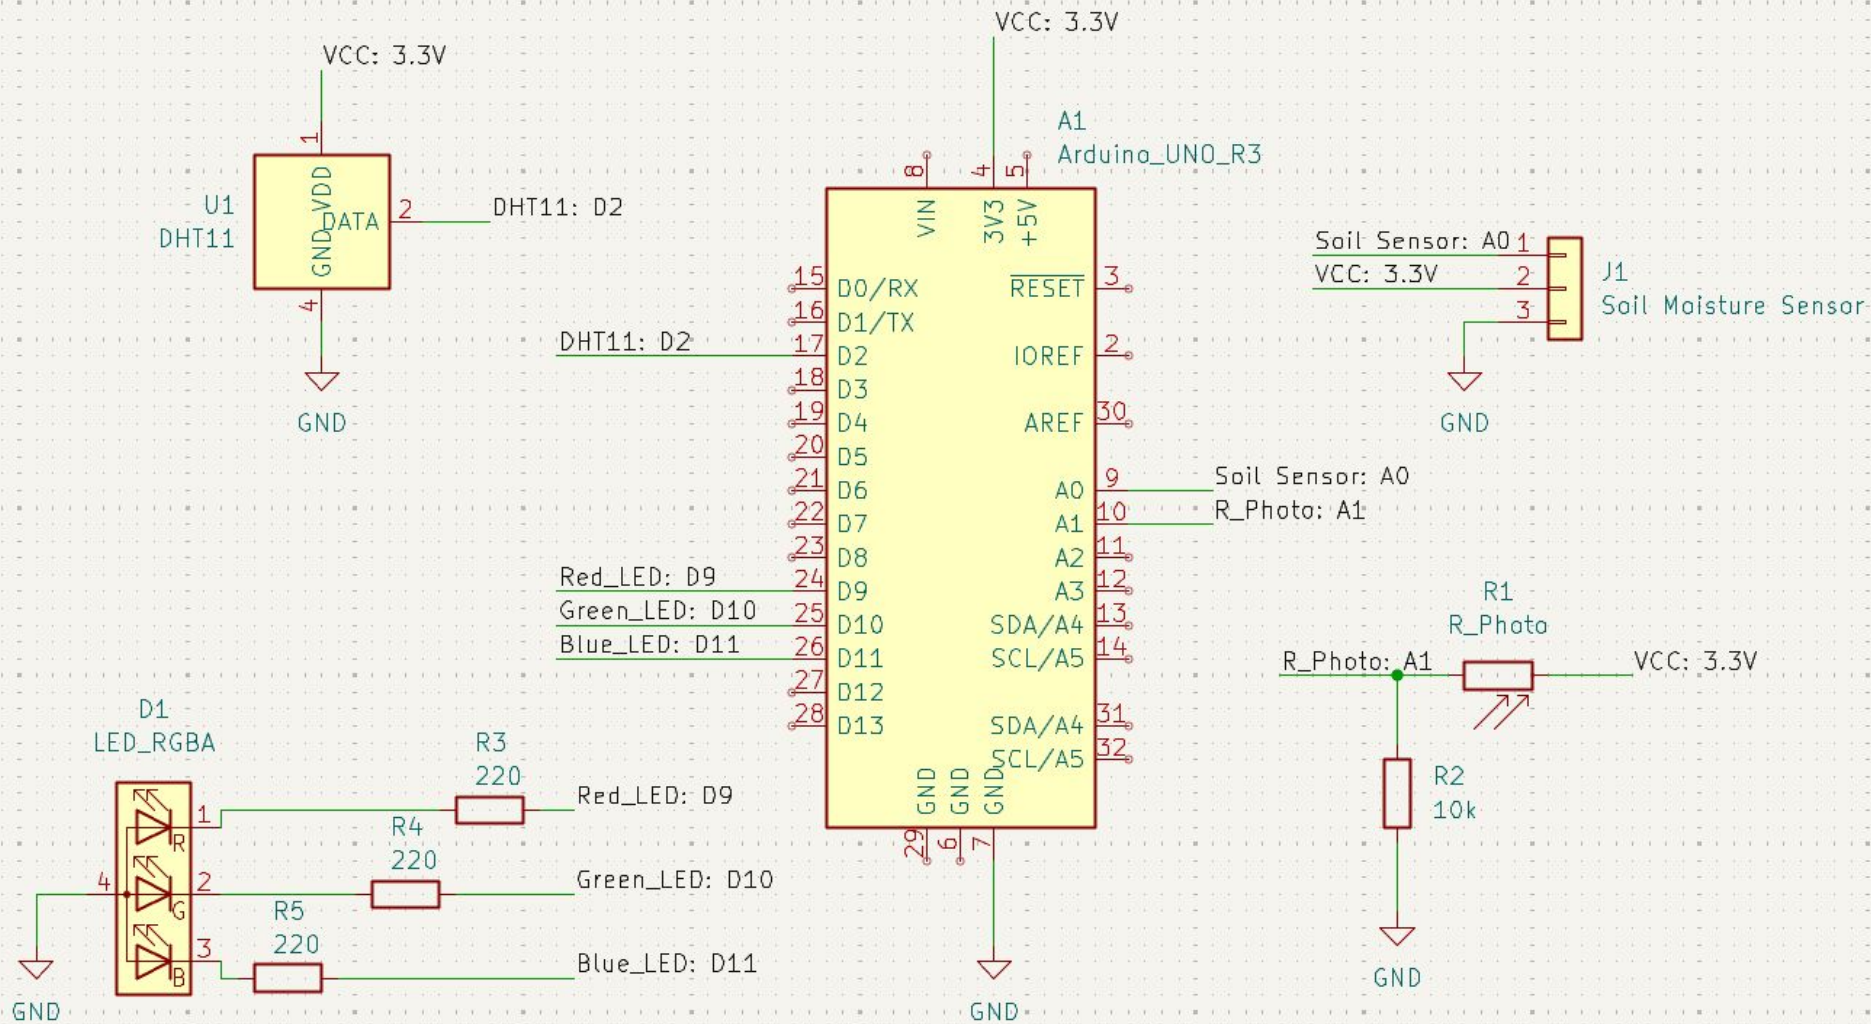 VCC: 3.3V
1
U1
DHT11
VDD
DATA
GND
2
DHT11: D2
4
GND
VCC: 3.3V
A1
Arduino_UNO_R3
8
4
5
VIN
3V3
+5V
15
D0/RX
16
D1/TX
DHT11: D2
17
D2
18
D3
19
D4
20
D5
21
D6
22
D7
23
D8
Red_LED: D9
24
D9
Green_LED: D10
25
D10
Blue_LED: D11
26
D11
27
D12
28
D13
RESET
3
IOREF
2
AREF
30
A0
9
Soil Sensor: A0
A1
10
R_Photo: A1
A2
11
A3
12
SDA/A4
13
SCL/A5
14
SDA/A4
31
SCL/A5
32
GND
GND
GND
29
6
7
GND
Soil Sensor: A0
1
VCC: 3.3V
2
3
J1
Soil Moisture Sensor
GND
R1
R_Photo
R_Photo: A1
VCC: 3.3V
R2
10k
GND
D1
LED_RGBA
R3
220
1
R
Red_LED: D9
R4
220
4
2
G
Green_LED: D10
R5
220
3
B
Blue_LED: D11
GND